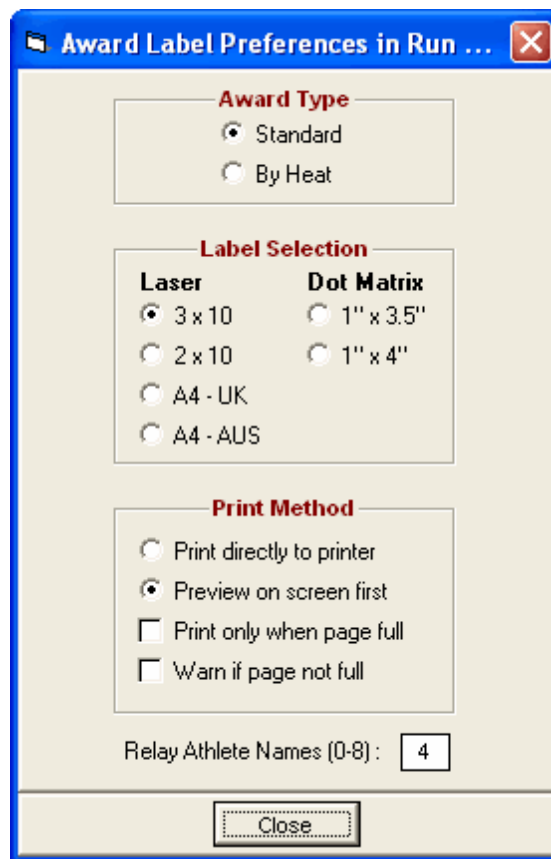 Award Label Preferences in Run ...
Award Type
Standard
By Heat
Label Selection
Laser Dot Matrix
3 x 10 1" x 3.5"
2 x 10 1" x 4"
A4 - UK
A4 - AUS
Print Method
Print directly to printer
Preview on screen first
Print only when page full
Warn if page not full
Relay Athlete Names (0-8) : 4
Close